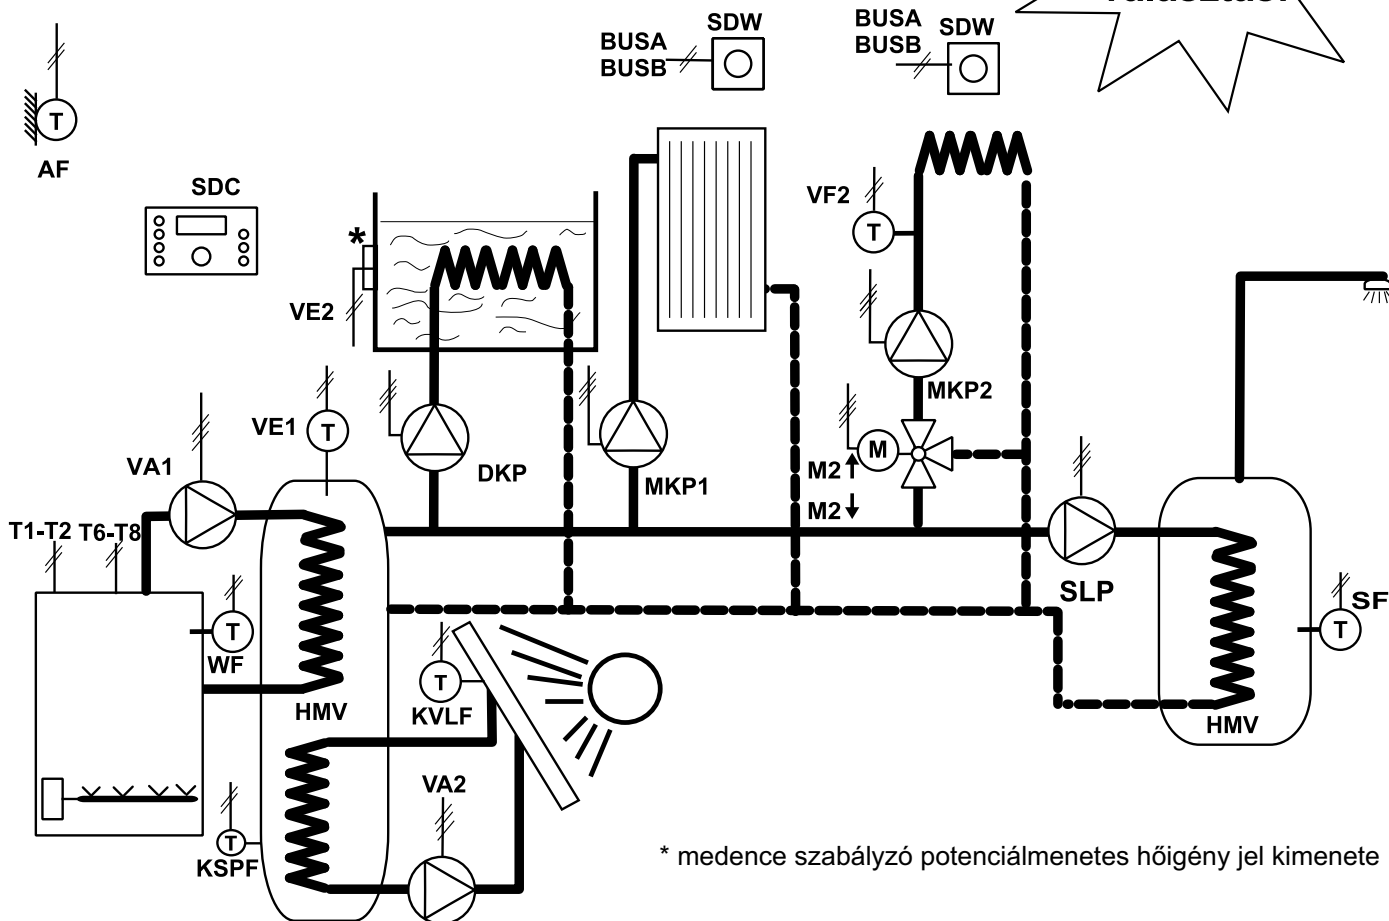 SDW
BUSA
BUSB
SDW
BUSA
BUSB
T
AF
SDC
VF2
T
*
VE2
MKP2
VE1
T
VA1
DKP
MKP1
M
M2
M2
T1-T2
T6-T8
SLP
SF
T
T
WF
T
KVLF
HMV
HMV
VA2
T
KSPF
* medence szabályzó potenciálmenetes hőigény jel kimenete